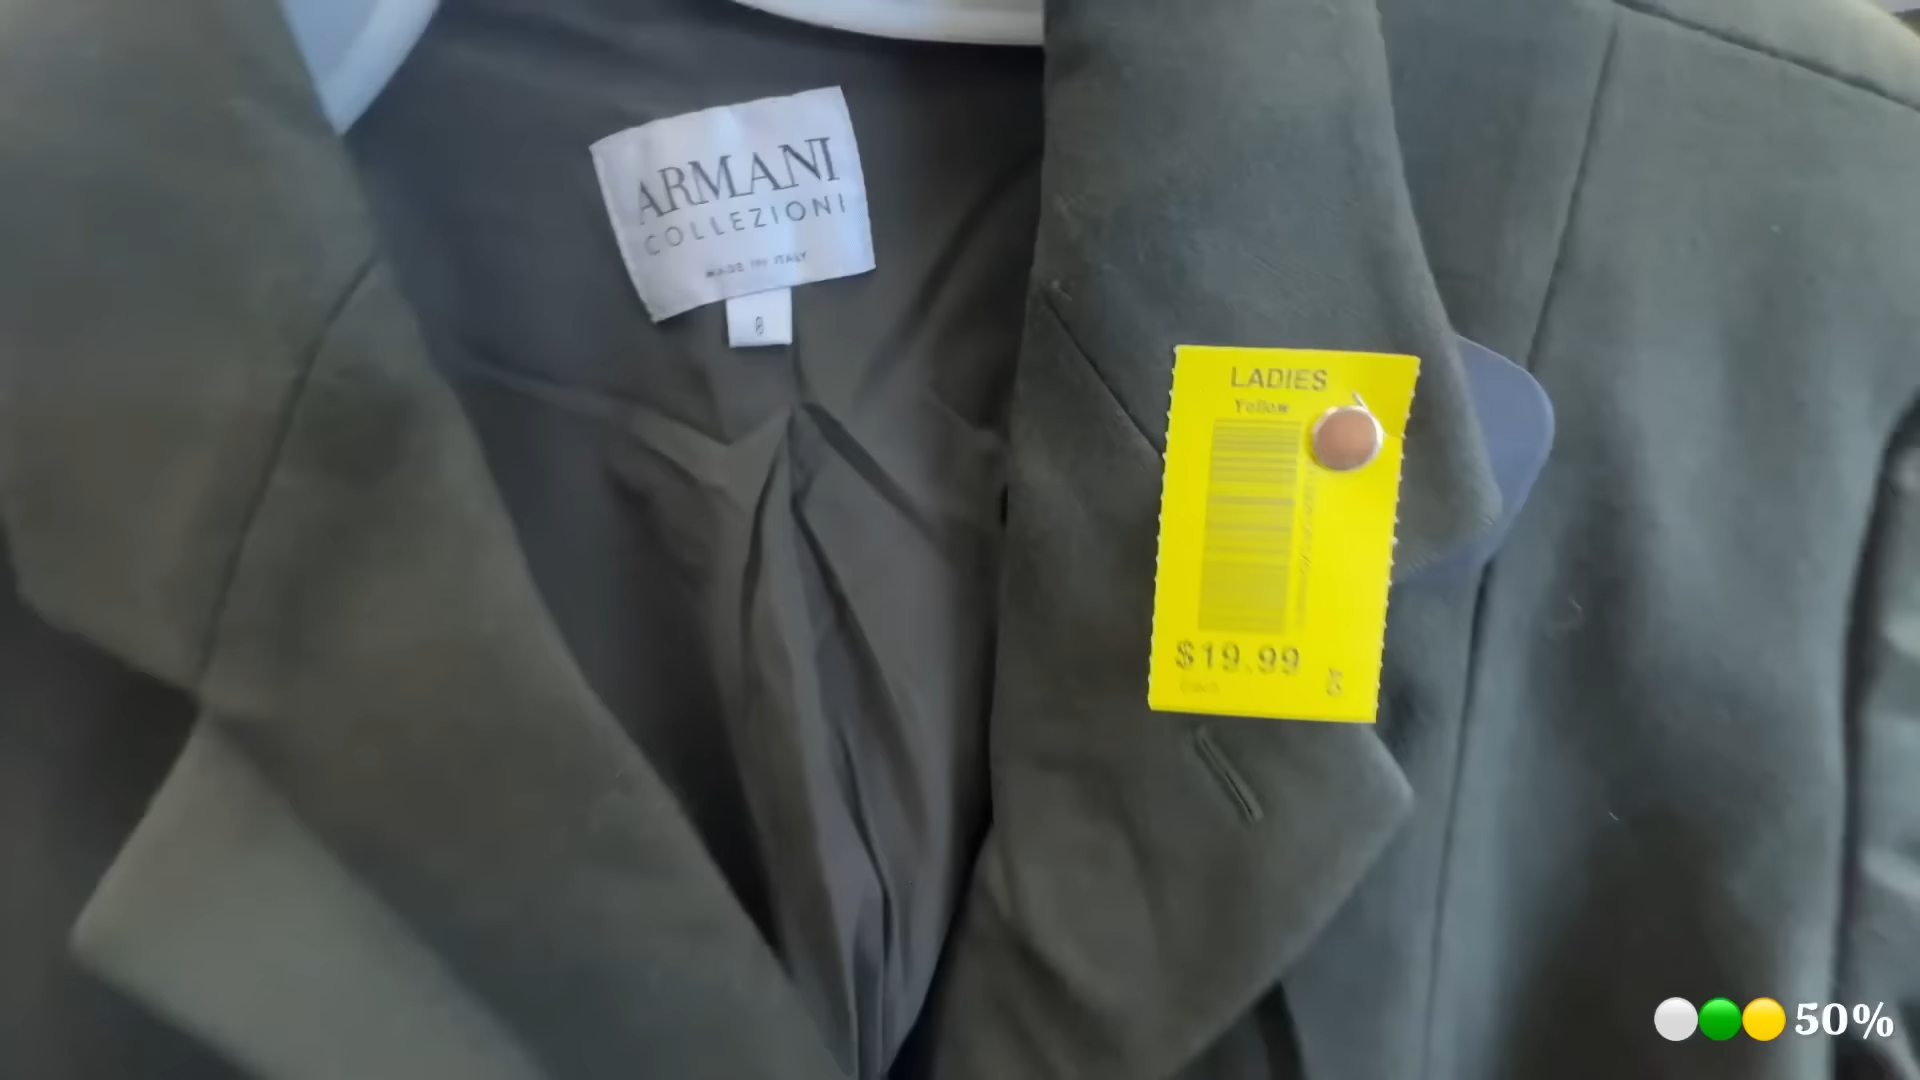 ARMANI
COLLEZIONI
MADE IN ITALY
8
LADIES
Yellow
$19.99
50%